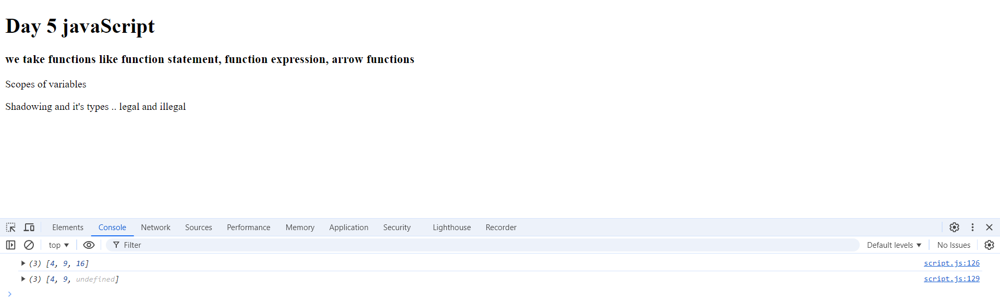 Day 5 javaScript
we take functions like function statement, function expression, arrow functions
Scopes of variables
Shadowing and it's types .. legal and illegal
Elements Console Network Sources Performance Memory Application Security Lighthouse Recorder
top Filter Default levels No Issues
(3) [4, 9, 16] script.js:126
(3) [4, 9, undefined] script.js:129